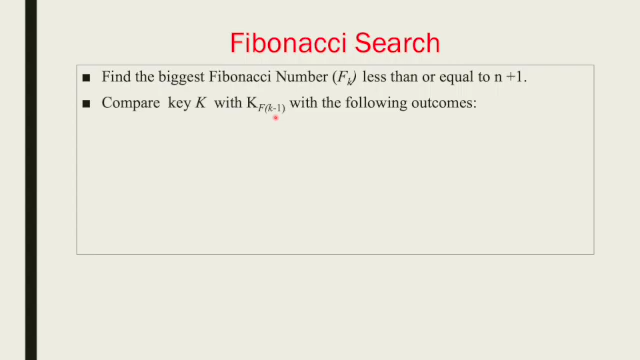 Fibonacci Search
▪ Find the biggest Fibonacci Number (Fk) less than or equal to n +1.
▪ Compare key K with KF(k-1) with the following outcomes: